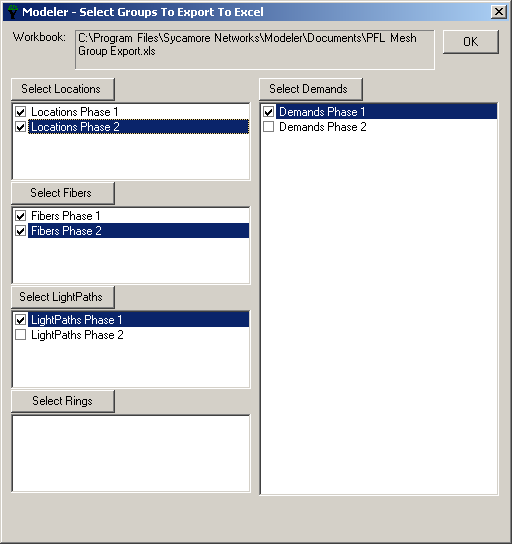 Modeler - Select Groups To Export To Excel
Workbook:
C:\Program Files\Sycamore Networks\Modeler\Documents\PFL Mesh
Group Export.xls
OK
Select Locations
Locations Phase 1
Locations Phase 2
Select Fibers
Fibers Phase 1
Fibers Phase 2
Select LightPaths
LightPaths Phase 1
LightPaths Phase 2
Select Rings
Select Demands
Demands Phase 1
Demands Phase 2